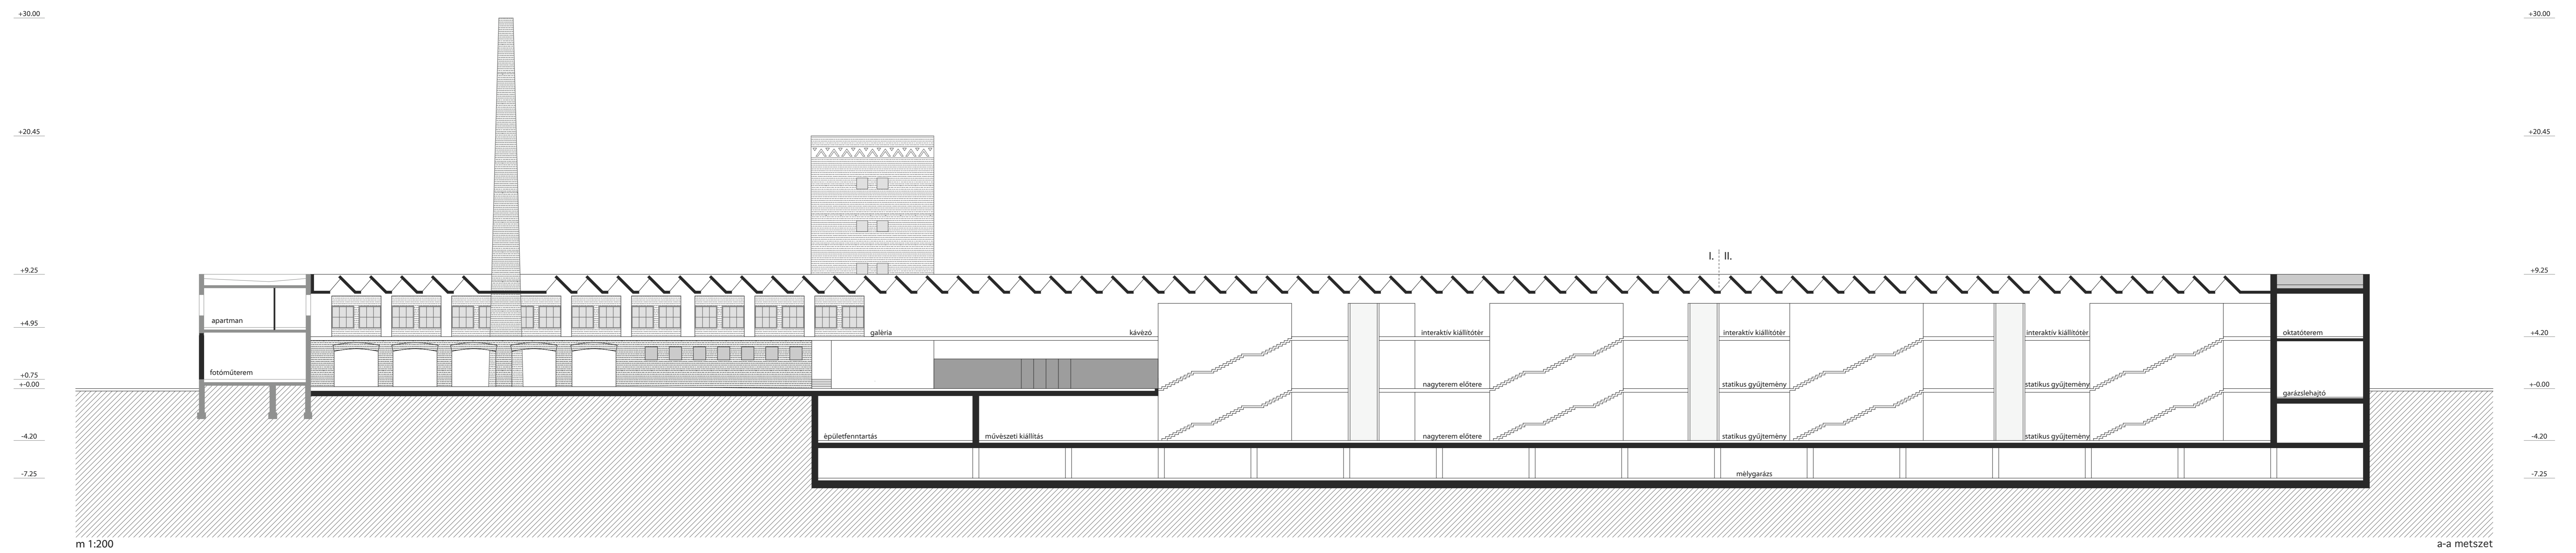 +30.00
+30.00
+20.45
+20.45
I. II.
+9.25
+9.25
apartman
+4.95
galéria
kávézó
interaktív kiállítótér
interaktív kiállítótér
interaktív kiállítótér
oktatóterem
+4.20
fotóműterem
+0.75
+-0.00
nagyterem előtere
statikus gyűjtemény
statikus gyűjtemény
+-0.00
garázslehajtó
-4.20
épületfenntartás
művészeti kiállítás
nagyterem előtere
statikus gyűjtemény
statikus gyűjtemény
-4.20
-7.25
mélygarázs
-7.25
m 1:200
a-a metszet